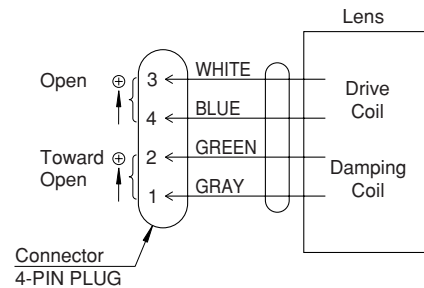 Lens
Open
⊕
3
WHITE
Drive
Coil
4
BLUE
Toward
Open
⊕
2
GREEN
Damping
Coil
1
GRAY
Connector
4-PIN PLUG